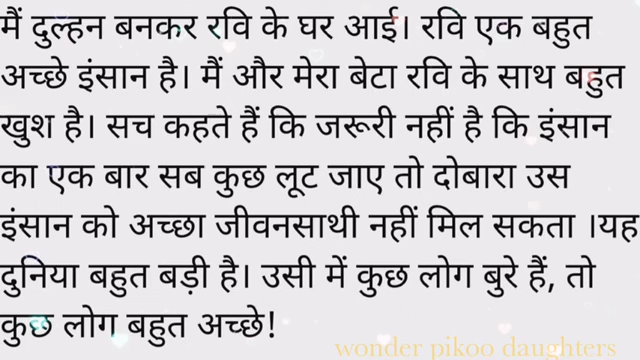 मैं दुल्हन बनकर रवि के घर आई। रवि एक बहुत
अच्छे इंसान है। मैं और मेरा बेटा रवि के साथ बहुत
खुश है। सच कहते हैं कि जरूरी नहीं है कि इंसान
का एक बार सब कुछ लूट जाए तो दोबारा उस
इंसान को अच्छा जीवनसाथी नहीं मिल सकता ।यह
दुनिया बहुत बड़ी है। उसी में कुछ लोग बुरे हैं, तो
कुछ लोग बहुत अच्छे!
wonder pikoo daughters